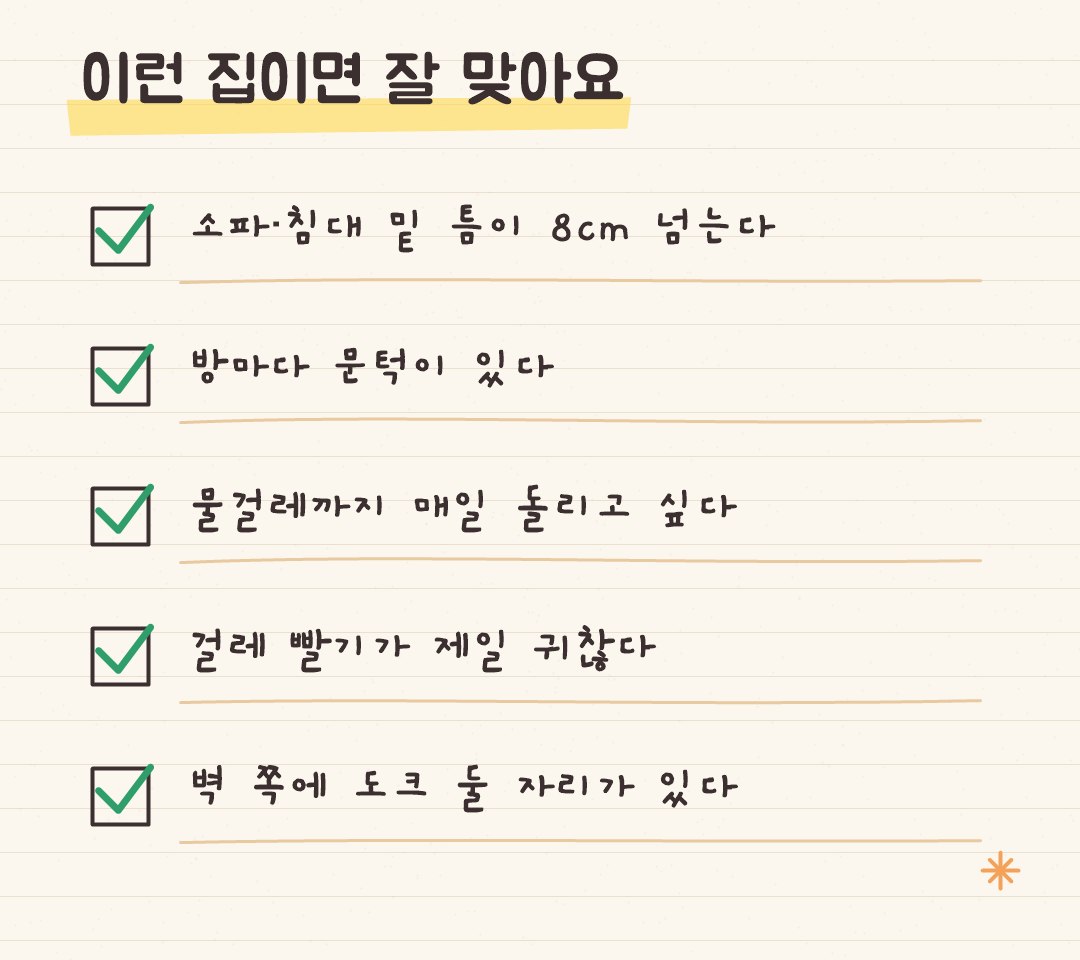 이런 집이면 잘 맞아요
소파·침대 밑 틈이 8cm 넘는다
방마다 문턱이 있다
물걸레까지 매일 돌리고 싶다
걸레 빨기가 제일 귀찮다
벽 쪽에 도크 둘 자리가 있다